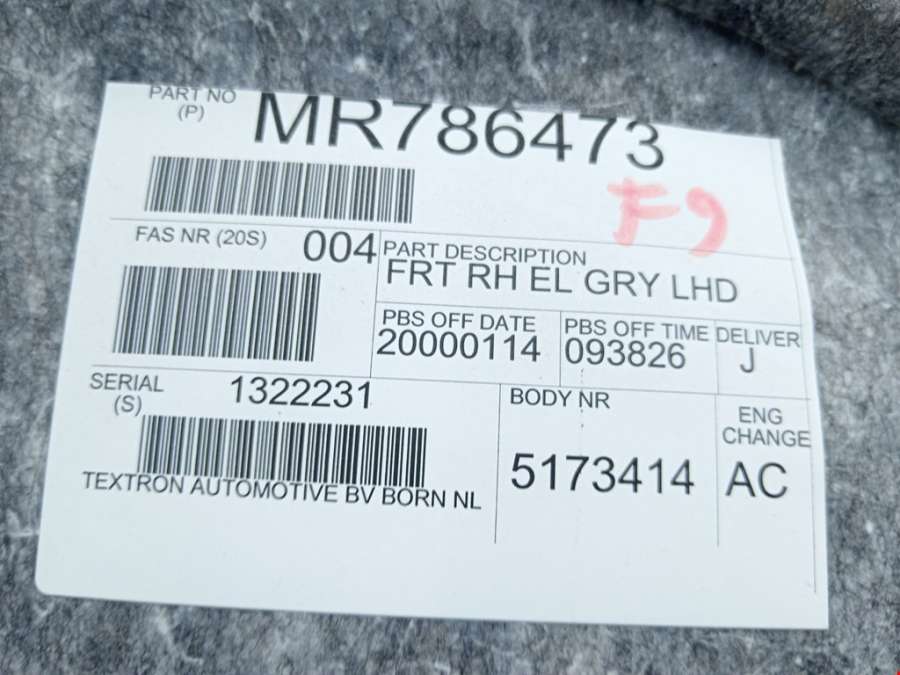 PART NO
(P)
MR786473
F9
FAS NR (20S)
004
PART DESCRIPTION
FRT RH EL GRY LHD
PBS OFF DATE
20000114
PBS OFF TIME
093826
DELIVER
J
SERIAL
(S)
1322231
BODY NR
5173414
ENG
CHANGE
AC
TEXTRON AUTOMOTIVE BV BORN NL